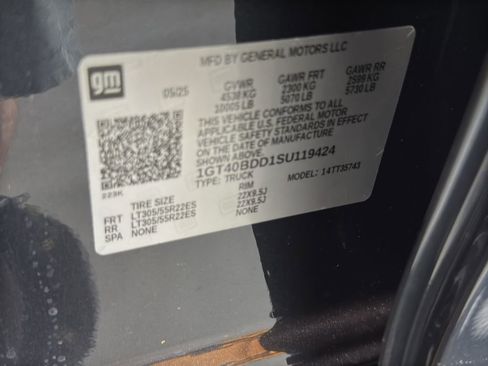 gm
MFD BY GENERAL MOTORS LLC
05/25 GVWR GAWR FRT GAWR RR
4538 KG 2300 KG 2599 KG
10005 LB 5070 LB 5730 LB
THIS VEHICLE CONFORMS TO ALL APPLICABLE U.S. FEDERAL MOTOR
VEHICLE SAFETY STANDARDS IN EFFECT ON
THE DATE OF MANUFACTURE
SHOWN ABOVE.
1GT40BDD1SU119424
TYPE: TRUCK MODEL: 14TT35743
223K
TIRE SIZE RIM
FRT LT305/55R22ES 22X9.5J
RR LT305/55R22ES 22X9.5J
SPA NONE NONE